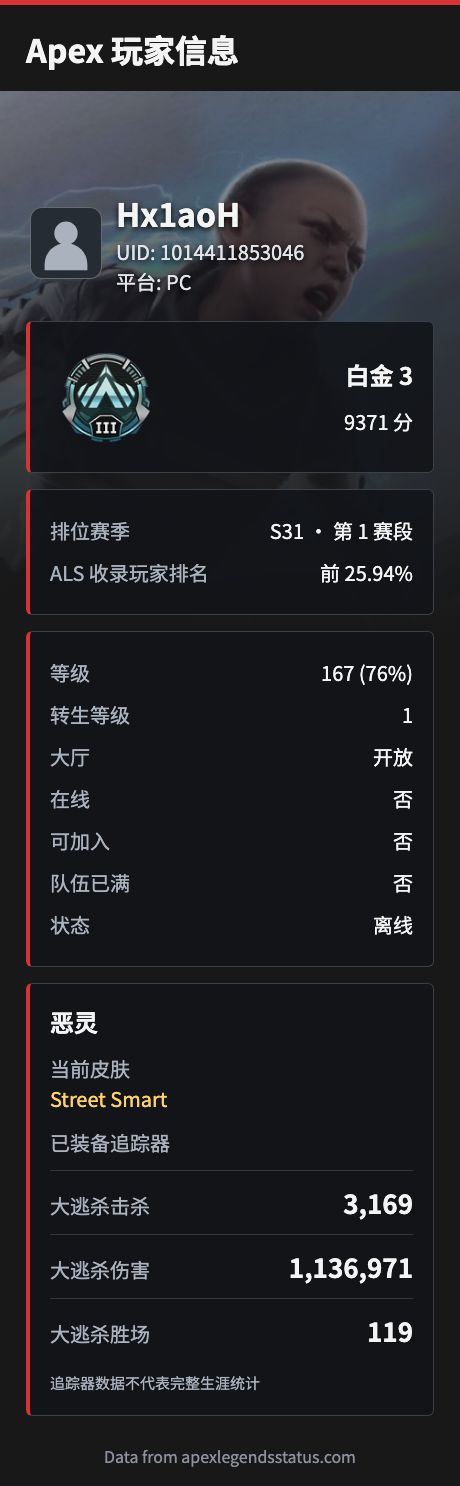 Apex 玩家信息
Hx1aoH
UID: 1014411853046
平台: PC
III
白金 3
9371 分
排位赛季 S31 · 第 1 赛段
ALS 收录玩家排名 前 25.94%
等级 167 (76%)
转生等级 1
大厅 开放
在线 否
可加入 否
队伍已满 否
状态 离线
恶灵
当前皮肤
Street Smart
已装备追踪器
大逃杀击杀 3,169
大逃杀伤害 1,136,971
大逃杀胜场 119
追踪器数据不代表完整生涯统计
Data from apexlegendsstatus.com